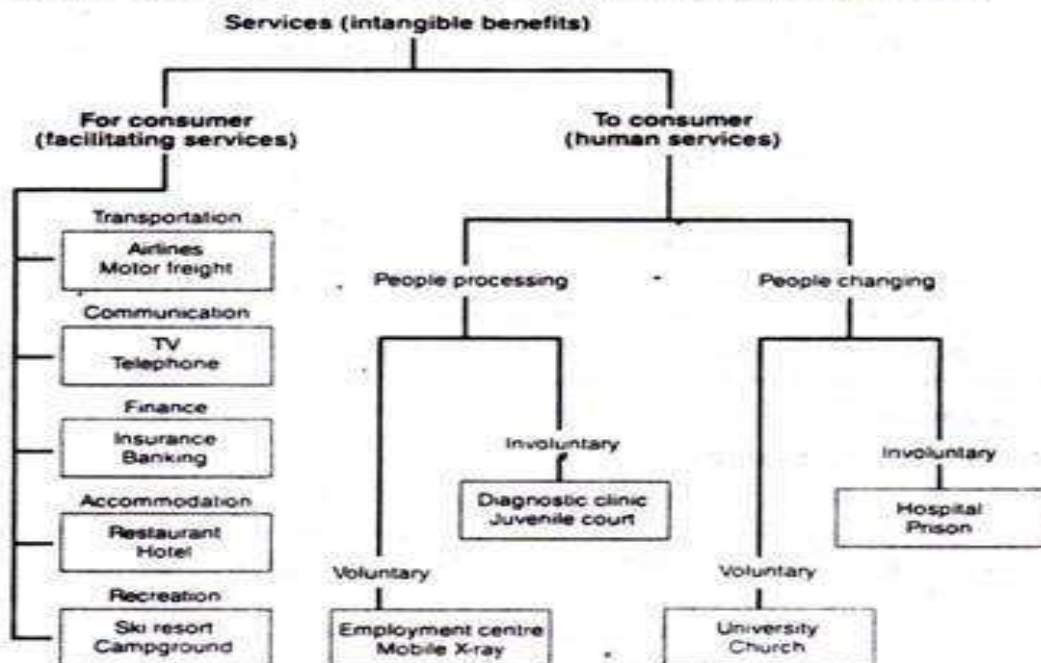 Services (intangible benefits)
For consumer
(facilitating services)
To consumer
(human services)
Transportation
Airlines
Motor freight
Communication
TV
Telephone
Finance
Insurance
Banking
Accommodation
Restaurant
Hotel
Recreation
Ski resort
Campground
People processing
People changing
Involuntary
Diagnostic clinic
Juvenile court
Voluntary
Employment centre
Mobile X-ray
Involuntary
Hospital
Prison
Voluntary
University
Church